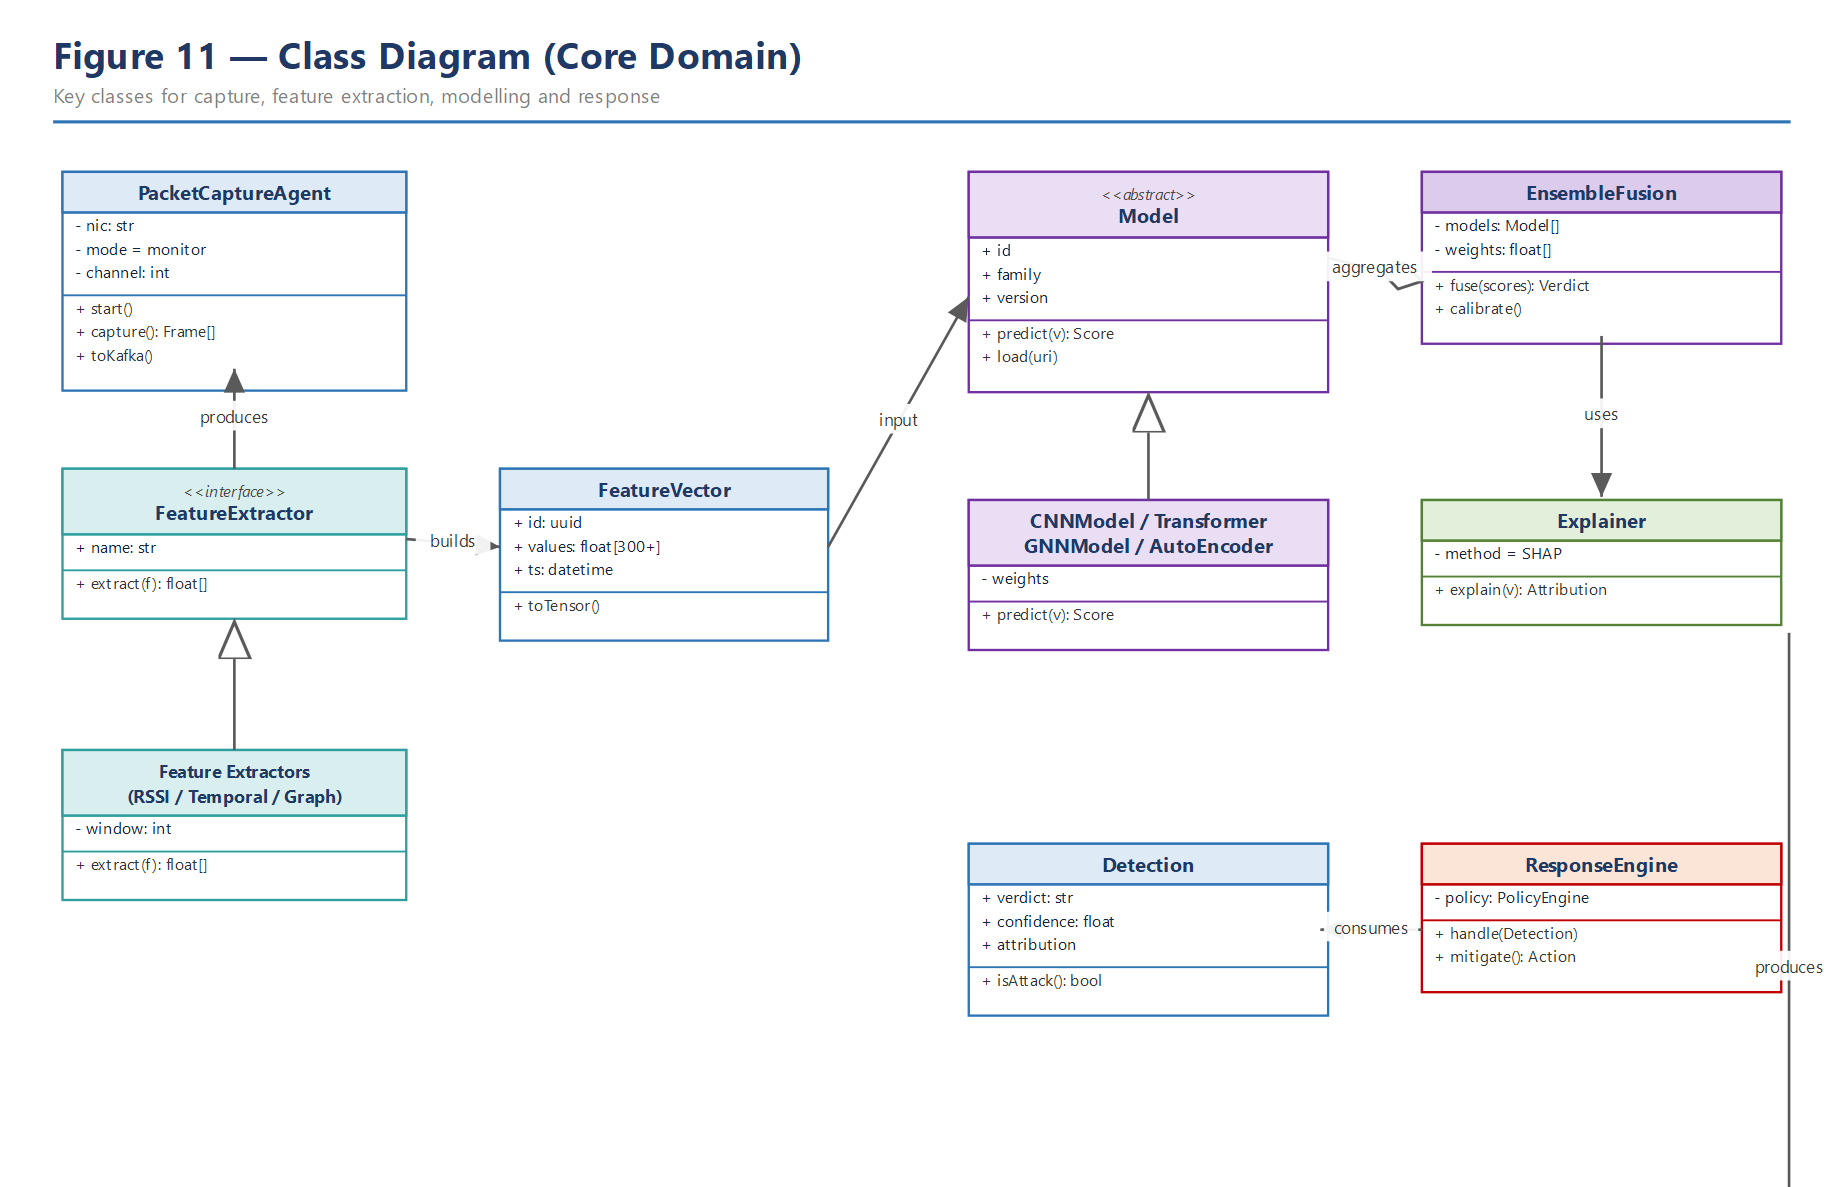 Figure 11 — Class Diagram (Core Domain)
Key classes for capture, feature extraction, modelling and response
PacketCaptureAgent
- nic: str
- mode = monitor
- channel: int
+ start()
+ capture(): Frame[]
+ toKafka()
produces
<<interface>>
FeatureExtractor
+ name: str
+ extract(f): float[]
builds
Feature Extractors
(RSSI / Temporal / Graph)
- window: int
+ extract(f): float[]
FeatureVector
+ id: uuid
+ values: float[300+]
+ ts: datetime
+ toTensor()
input
<<abstract>>
Model
+ id
+ family
+ version
+ predict(v): Score
+ load(uri)
aggregates
EnsembleFusion
- models: Model[]
- weights: float[]
+ fuse(scores): Verdict
+ calibrate()
uses
CNNModel / Transformer
GNNModel / AutoEncoder
- weights
+ predict(v): Score
Explainer
- method = SHAP
+ explain(v): Attribution
Detection
+ verdict: str
+ confidence: float
+ attribution
+ isAttack(): bool
consumes
ResponseEngine
- policy: PolicyEngine
+ handle(Detection)
+ mitigate(): Action
produces